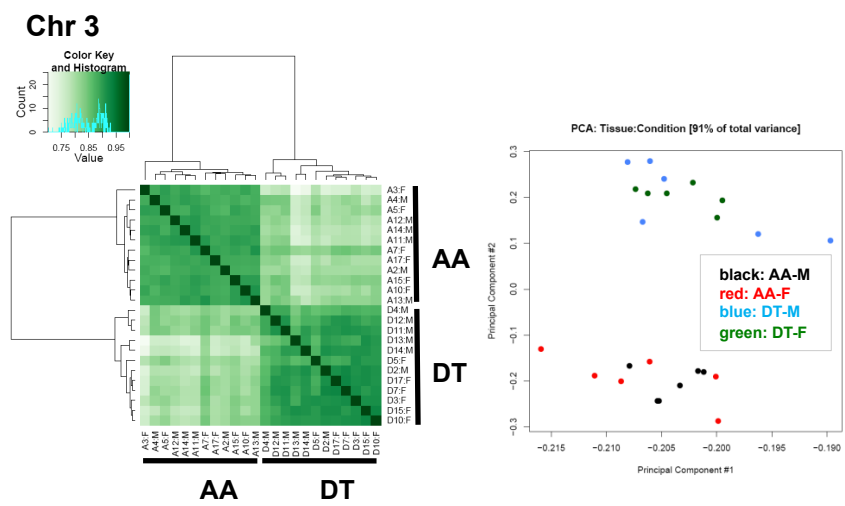 Chr 3
Color Key
and Histogram
Count
0 10 20
0.75 0.85 0.95
Value
A3:F
A4:M
A5:F
A12:M
A14:M
A11:M
A7:F
A17:F
A2:M
A15:F
A10:F
A13:M
D4:M
D12:M
D11:M
D13:M
D14:M
D5:F
D2:M
D17:F
D7:F
D3:F
D15:F
D10:F
AA
DT
A3:F A4:M A5:F A12:M A14:M A11:M A7:F A17:F A2:M A15:F A10:F A13:M D4:M D12:M D11:M D13:M D14:M D5:F D2:M D17:F D7:F D3:F D15:F D10:F
AA DT
PCA: Tissue:Condition [91% of total variance]
Principal Component #2
0.3
0.2
0.1
0.0
−0.1
−0.2
−0.3
black: AA-M
red: AA-F
blue: DT-M
green: DT-F
−0.215 −0.210 −0.205 −0.200 −0.195 −0.190
Principal Component #1